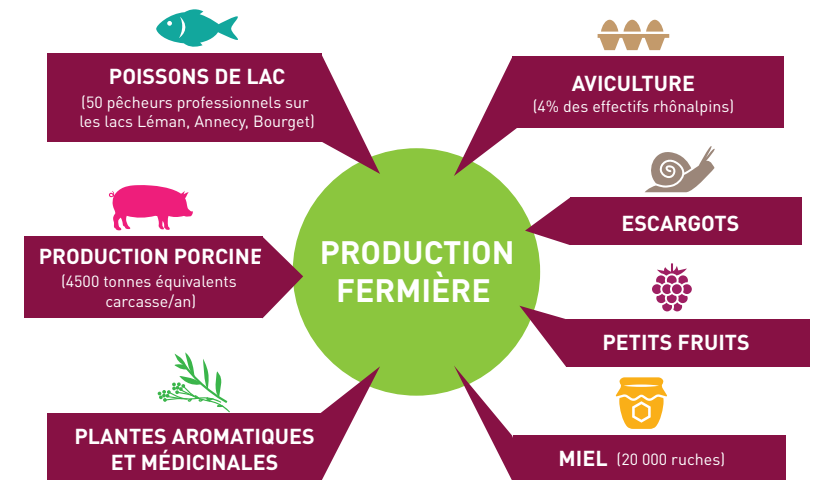 POISSONS DE LAC
(50 pêcheurs professionnels sur
les lacs Léman, Annecy, Bourget)
AVICULTURE
(4% des effectifs rhônalpins)
ESCARGOTS
PRODUCTION PORCINE
(4500 tonnes équivalents
carcasse/an)
PRODUCTION
FERMIÈRE
PETITS FRUITS
PLANTES AROMATIQUES
ET MÉDICINALES
MIEL (20 000 ruches)